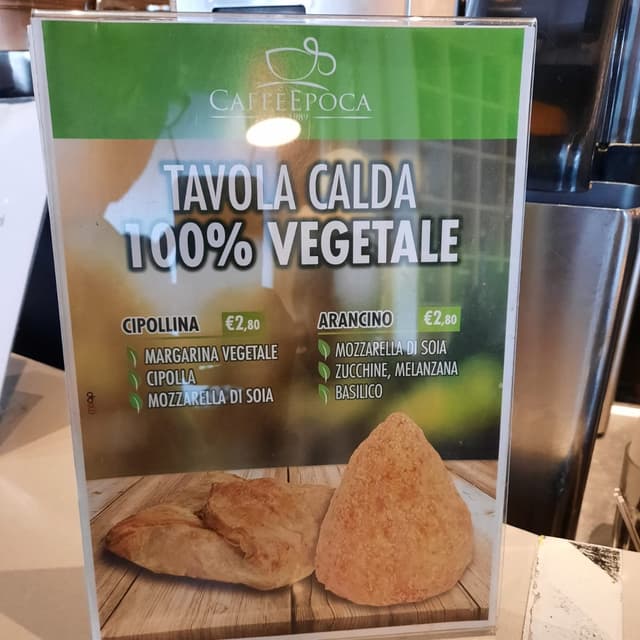 CAFFÈEPOCA
TAVOLA CALDA
100% VEGETALE
CIPOLLINA €2,80
MARGARINA VEGETALE
CIPOLLA
MOZZARELLA DI SOIA
ARANCINO €2,80
MOZZARELLA DI SOIA
ZUCCHINE, MELANZANA
BASILICO